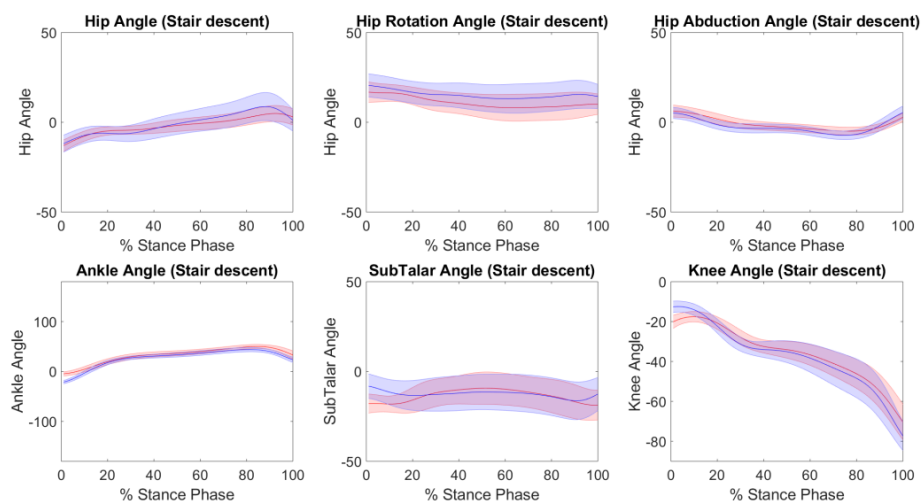 Hip Angle (Stair descent)
50
0
-50
Hip Angle
0 20 40 60 80 100
% Stance Phase
Hip Rotation Angle (Stair descent)
50
0
-50
Hip Angle
0 20 40 60 80 100
% Stance Phase
Hip Abduction Angle (Stair descent)
50
0
-50
Hip Angle
0 20 40 60 80 100
% Stance Phase
Ankle Angle (Stair descent)
100
0
-100
Ankle Angle
0 20 40 60 80 100
% Stance Phase
SubTalar Angle (Stair descent)
50
0
-50
SubTalar Angle
0 20 40 60 80 100
% Stance Phase
Knee Angle (Stair descent)
0
-20
-40
-60
-80
Knee Angle
0 20 40 60 80 100
% Stance Phase